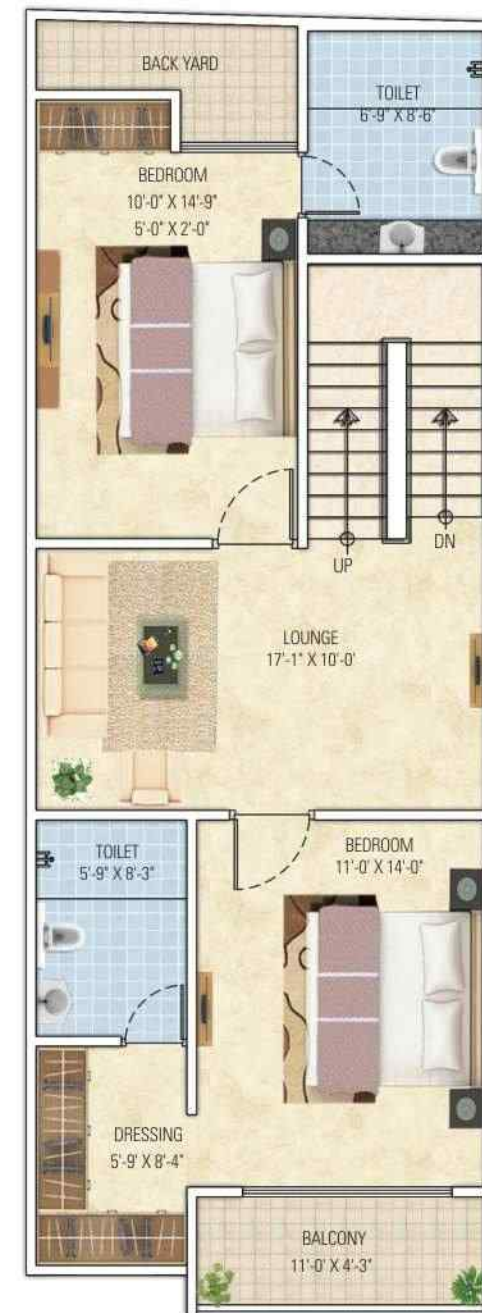 BACK YARD
TOILET
6'-9" X 8'-6"
BEDROOM
10'-0" X 14'-9"
5'-0" X 2'-0"
UP
DN
LOUNGE
17'-1" X 10'-0'
TOILET
5'-9" X 8'-3"
BEDROOM
11'-0' X 14'-0"
DRESSING
5'-9' X 8'-4"
BALCONY
11'-0' X 4'-3"